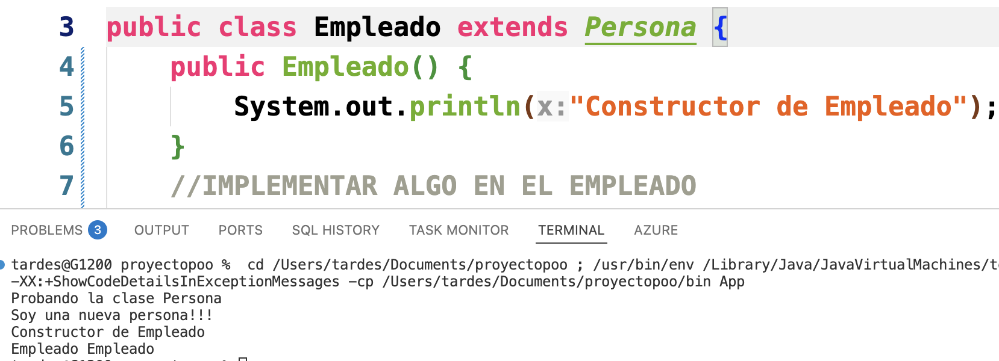 3 public class Empleado extends Persona {
4 public Empleado() {
5 System.out.println(x:"Constructor de Empleado");
6 }
7 //IMPLEMENTAR ALGO EN EL EMPLEADO
PROBLEMS 3 OUTPUT PORTS SQL HISTORY TASK MONITOR TERMINAL AZURE
tardes@G1200 proyectopoo % cd /Users/tardes/Documents/proyectopoo ; /usr/bin/env /Library/Java/JavaVirtualMachines/t
-XX:+ShowCodeDetailsInExceptionMessages -cp /Users/tardes/Documents/proyectopoo/bin App
Probando la clase Persona
Soy una nueva persona!!!
Constructor de Empleado
Empleado Empleado